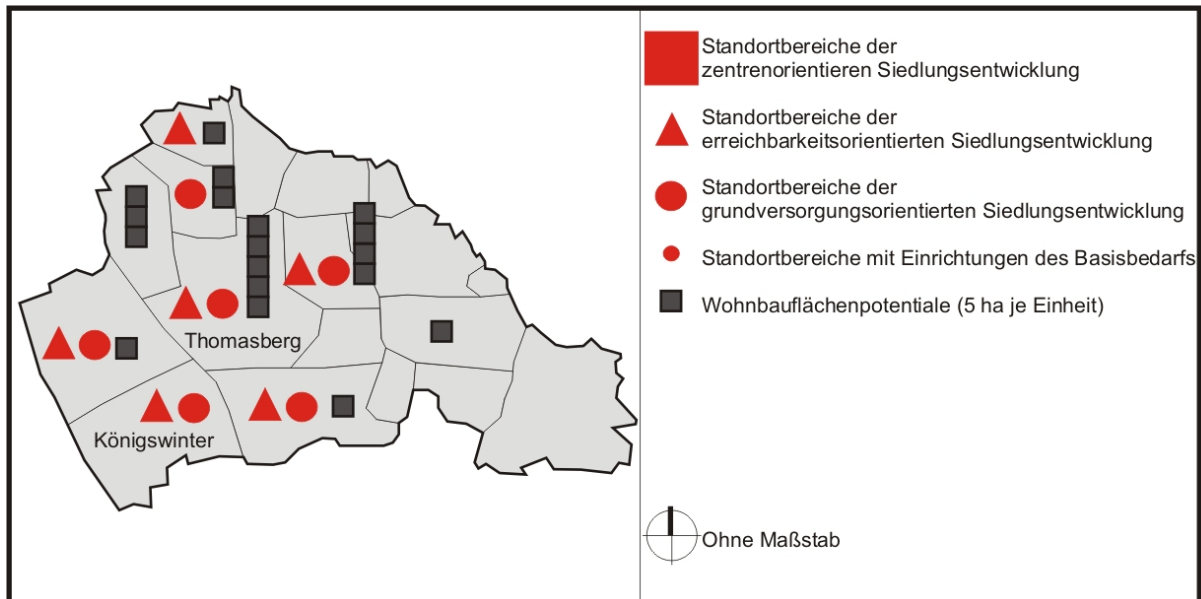 Standortbereiche der
zentrenorientieren Siedlungsentwicklung
Standortbereiche der
erreichbarkeitsorientierten Siedlungsentwicklung
Standortbereiche der
grundversorgungsorientierten Siedlungsentwicklung
Standortbereiche mit Einrichtungen des Basisbedarfs
Wohnbauflächenpotentiale (5 ha je Einheit)
Thomasberg
Königswinter
Ohne Maßstab